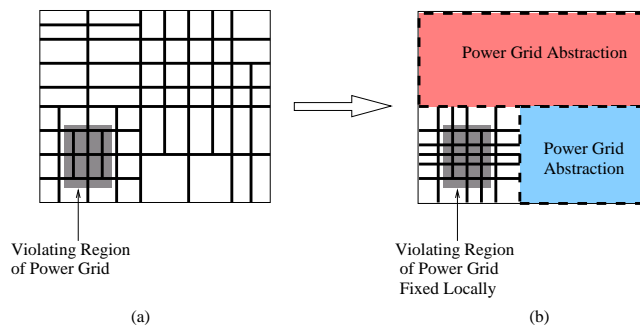 Power Grid Abstraction
Power Grid
Abstraction
Violating Region
of Power Grid
Violating Region
of Power Grid
Fixed Locally
(a)
(b)